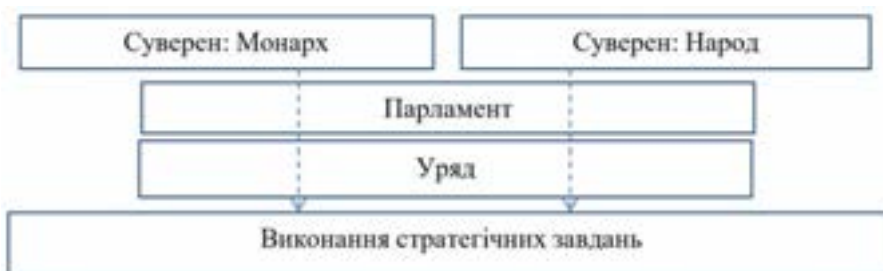 Суверен: Монарх
Суверен: Народ
Парламент
Уряд
Виконання стратегічних завдань